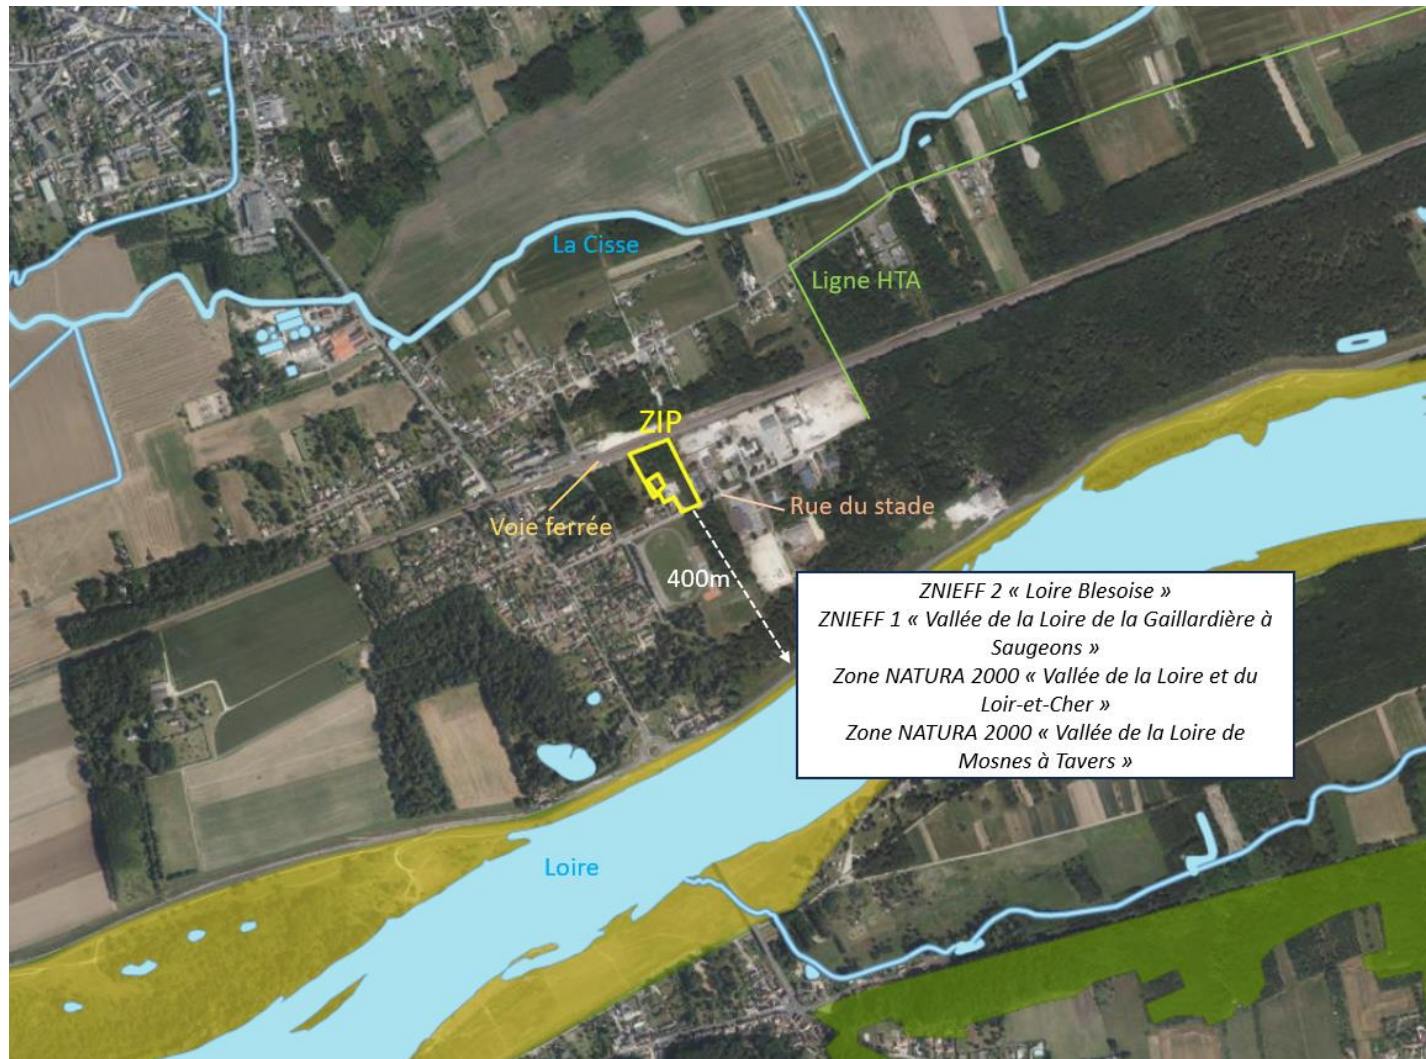 La Cisse
Ligne HTA
ZIP
Voie ferrée
Rue du stade
400m
ZNIEFF 2 « Loire Blesoise »
ZNIEFF 1 « Vallée de la Loire de la Gaillardière à
Saugeons »
Zone NATURA 2000 « Vallée de la Loire et du
Loir-et-Cher »
Zone NATURA 2000 « Vallée de la Loire de
Mosnes à Tavers »
Loire